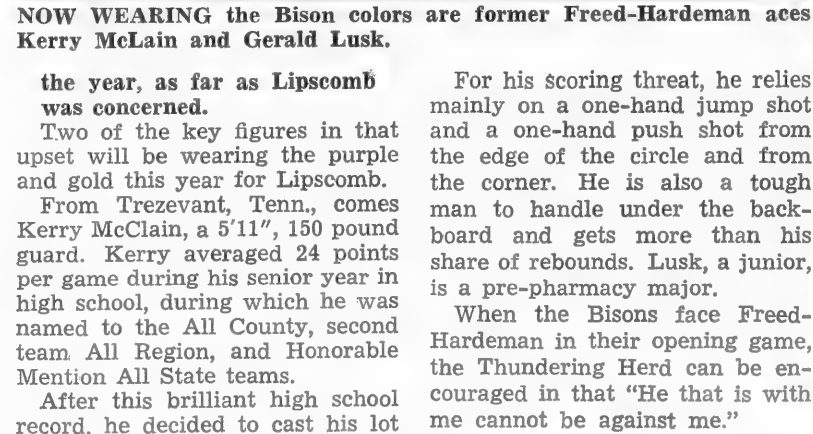 NOW WEARING the Bison colors are former Freed-Hardeman aces
Kerry McLain and Gerald Lusk.
the year, as far as Lipscomb
was concerned.
Two of the key figures in that
upset will be wearing the purple
and gold this year for Lipscomb.
From Trezevant, Tenn., comes
Kerry McClain, a 5'11", 150 pound
guard. Kerry averaged 24 points
per game during his senior year in
high school, during which he was
named to the All County, second
team All Region, and Honorable
Mention All State teams.
After this brilliant high school
record, he decided to cast his lot
For his scoring threat, he relies
mainly on a one-hand jump shot
and a one-hand push shot from
the edge of the circle and from
the corner. He is also a tough
man to handle under the back-
board and gets more than his
share of rebounds. Lusk, a junior,
is a pre-pharmacy major.
When the Bisons face Freed-
Hardeman in their opening game,
the Thundering Herd can be en-
couraged in that "He that is with
me cannot be against me."